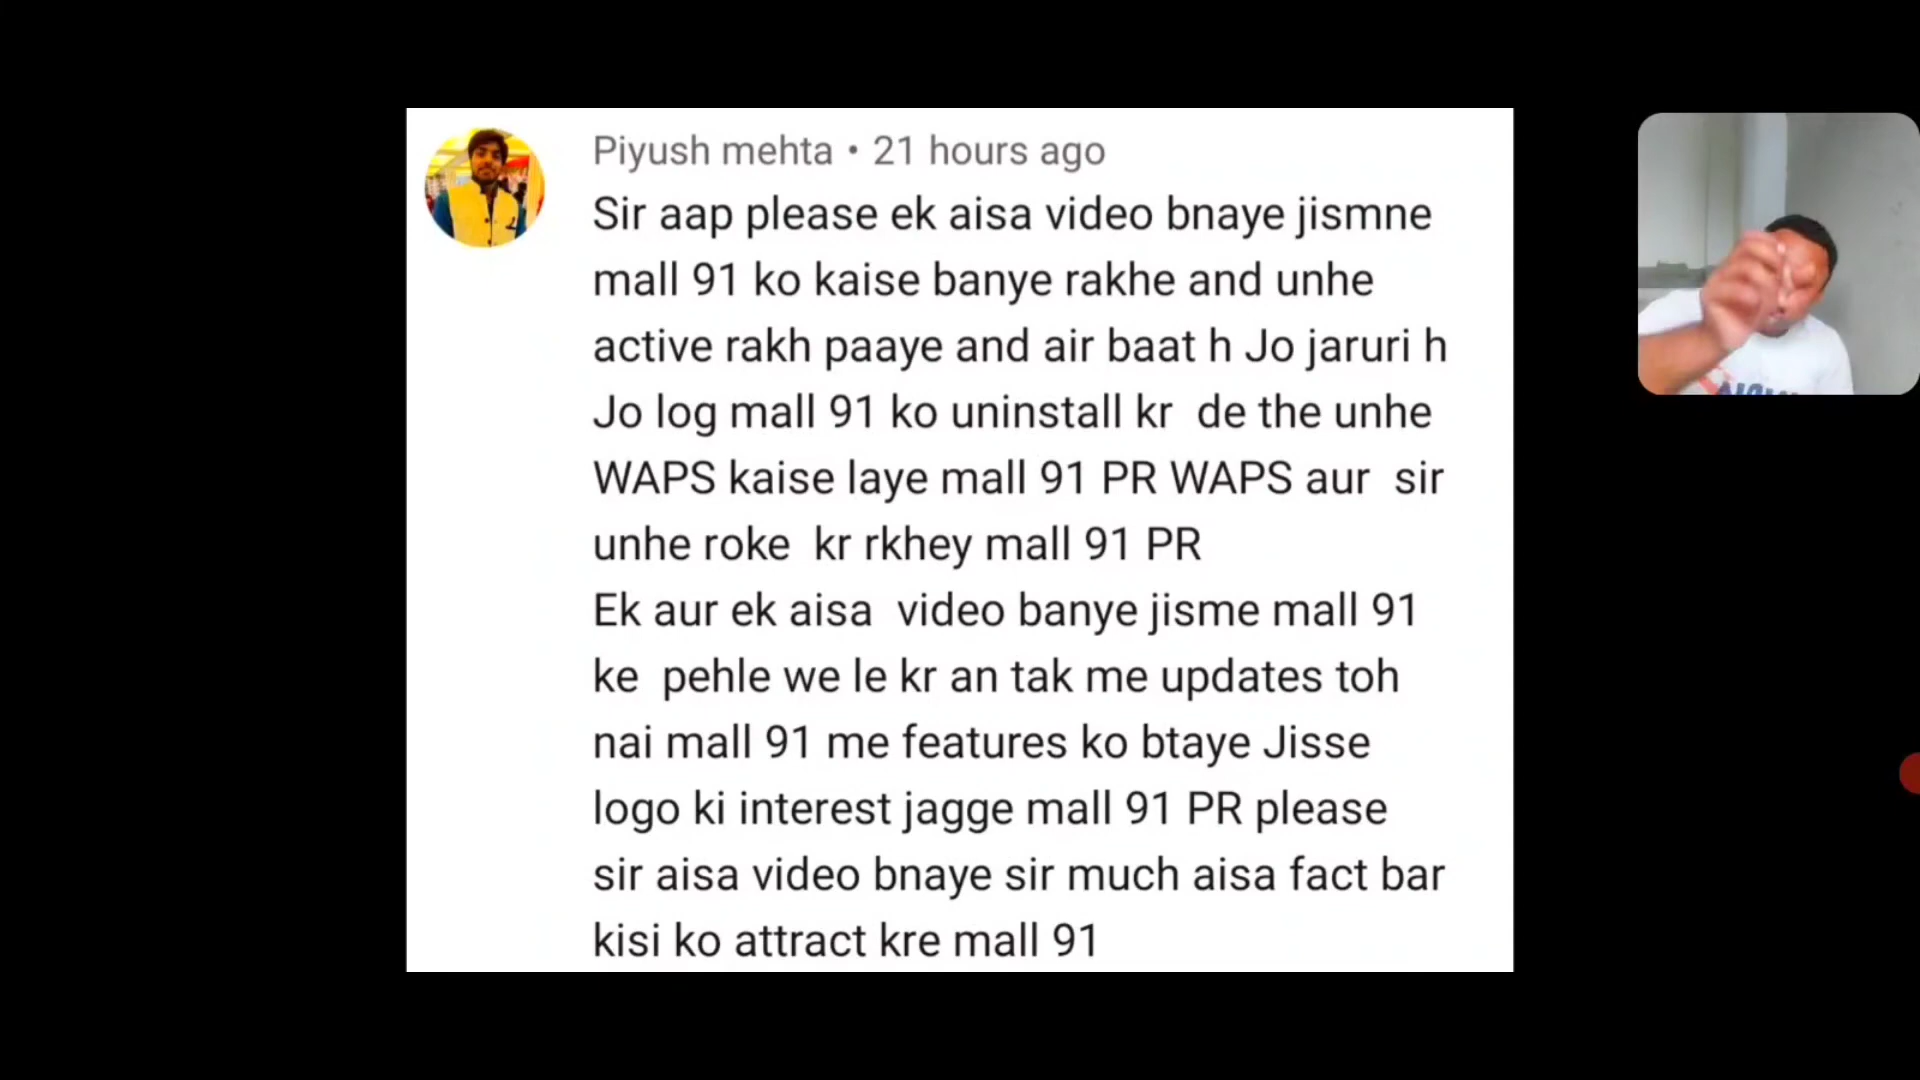 Piyush mehta • 21 hours ago
Sir aap please ek aisa video bnaye jismne
mall 91 ko kaise banye rakhe and unhe
active rakh paaye and air baat h Jo jaruri h
Jo log mall 91 ko uninstall kr de the unhe
WAPS kaise laye mall 91 PR WAPS aur sir
unhe roke kr rkhey mall 91 PR
Ek aur ek aisa video banye jisme mall 91
ke pehle we le kr an tak me updates toh
nai mall 91 me features ko btaye Jisse
logo ki interest jagge mall 91 PR please
sir aisa video bnaye sir much aisa fact bar
kisi ko attract kre mall 91